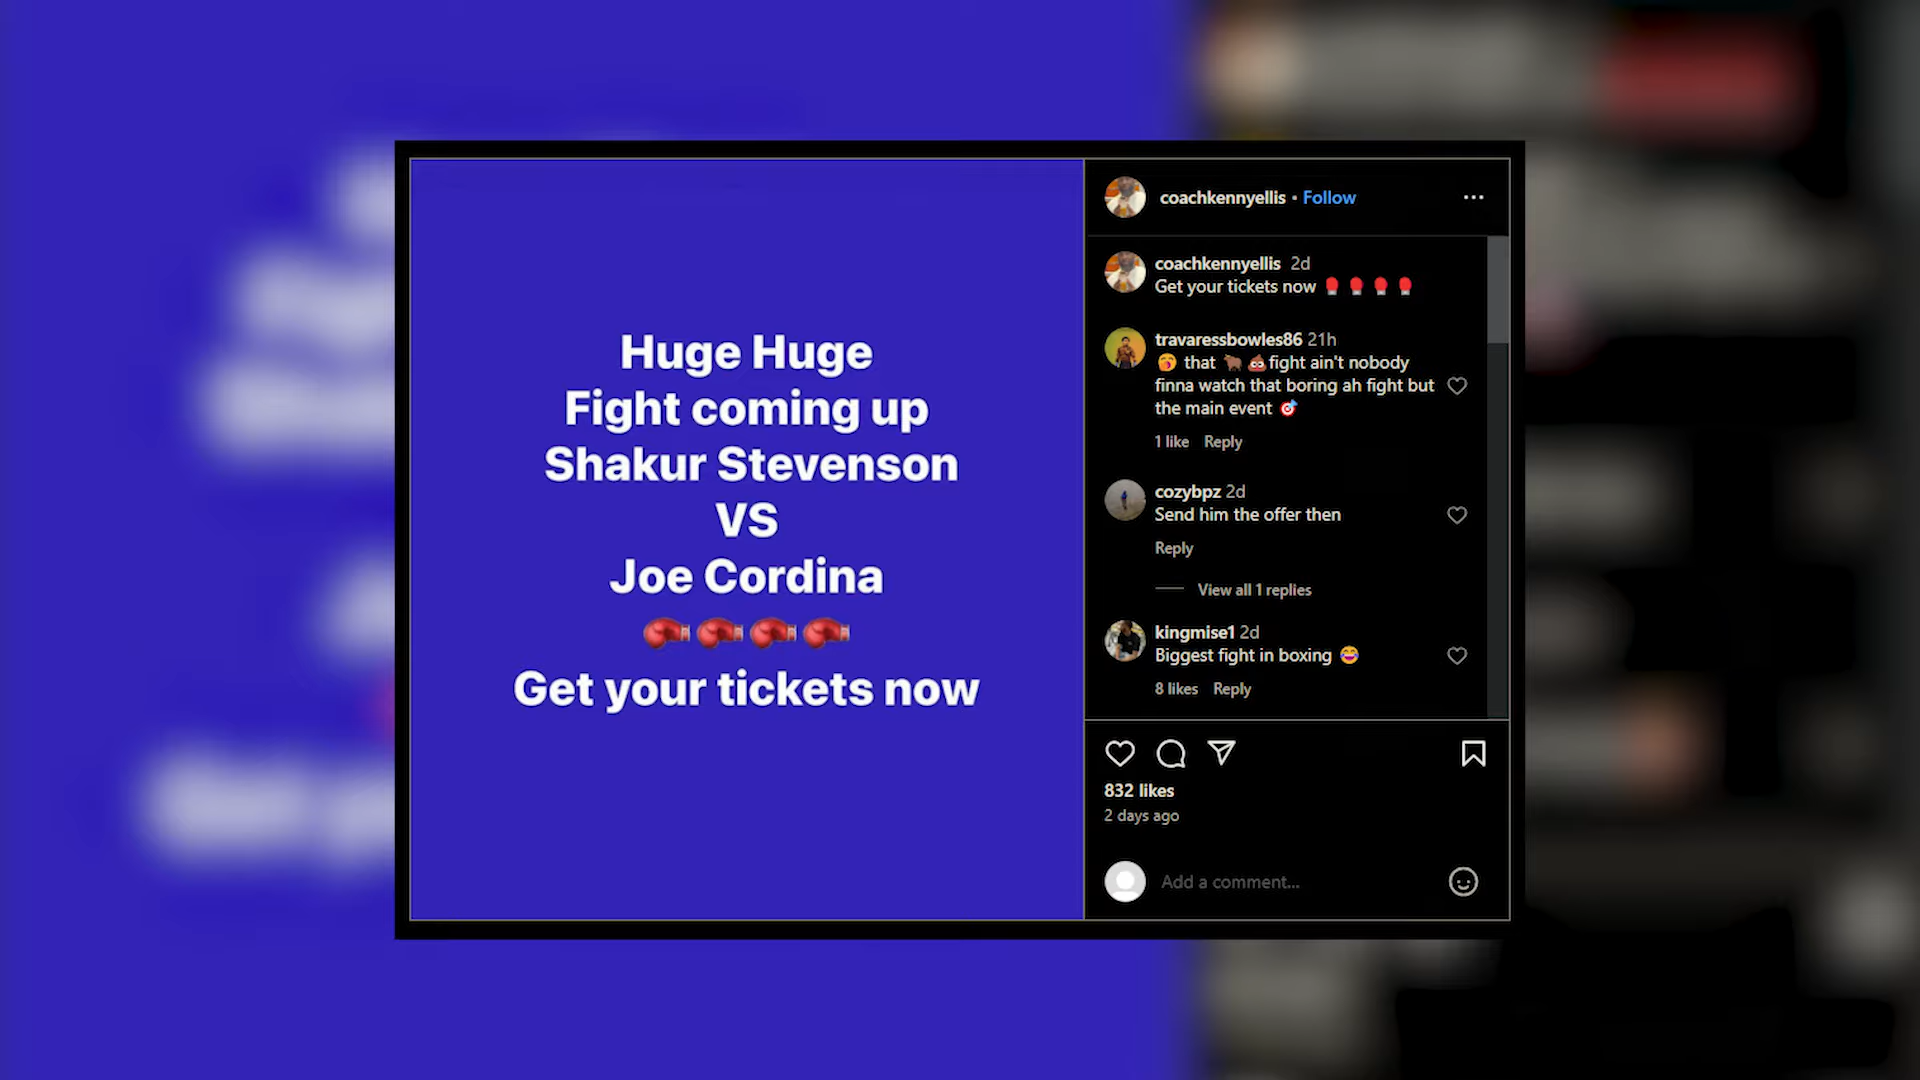 Huge Huge
Fight coming up
Shakur Stevenson
VS
Joe Cordina
🥊🥊🥊🥊
Get your tickets now
coachkennyellis • Follow
coachkennyellis 2d
Get your tickets now 🥊🥊🥊🥊
travaressbowles86 21h
🥱 that 🐂 💩fight ain't nobody
finna watch that boring ah fight but
the main event 🎯
1 like Reply
cozybpz 2d
Send him the offer then
Reply
View all 1 replies
kingmise1 2d
Biggest fight in boxing 😂
8 likes Reply
832 likes
2 days ago
Add a comment...